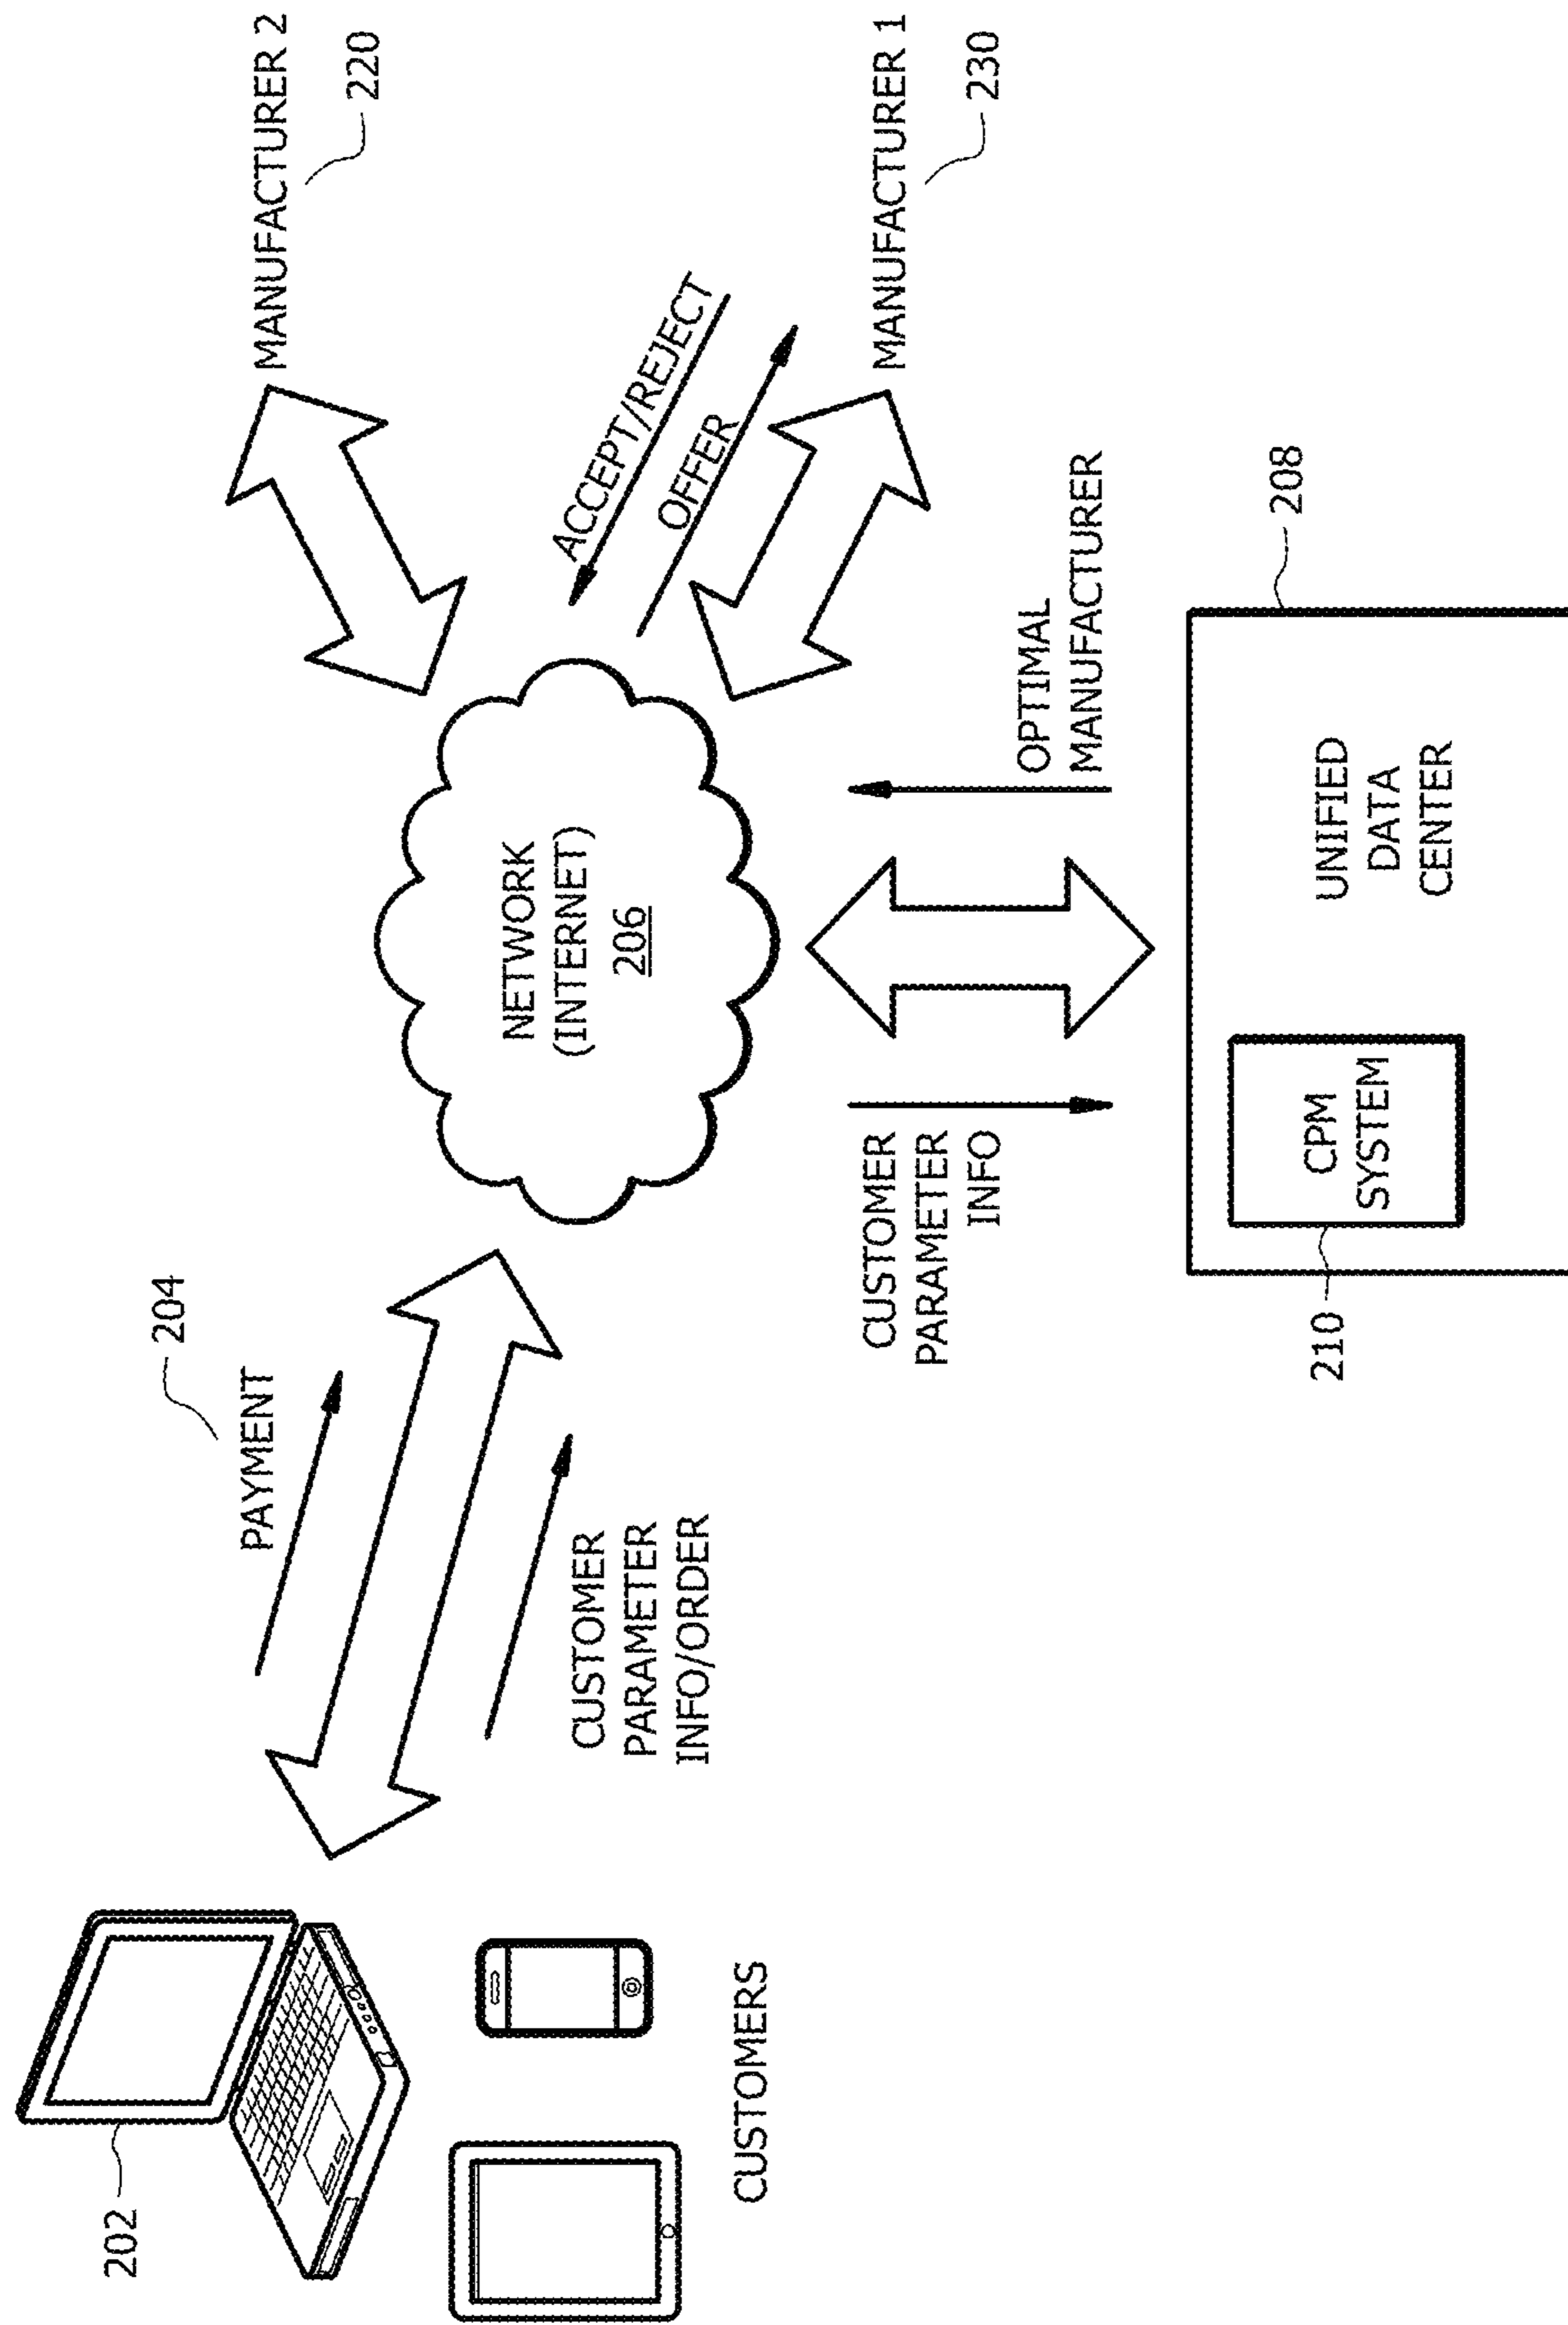 202
CUSTOMERS
204
PAYMENT
CUSTOMER
PARAMETER
INFO/ORDER
NETWORK
(INTERNET)
206
MANUFACTURER 2
220
ACCEPT/REJECT
OFFER
MANUFACTURER 1
230
CUSTOMER
PARAMETER
INFO
OPTIMAL
MANUFACTURER
208
210
CPM
SYSTEM
UNIFIED
DATA
CENTER